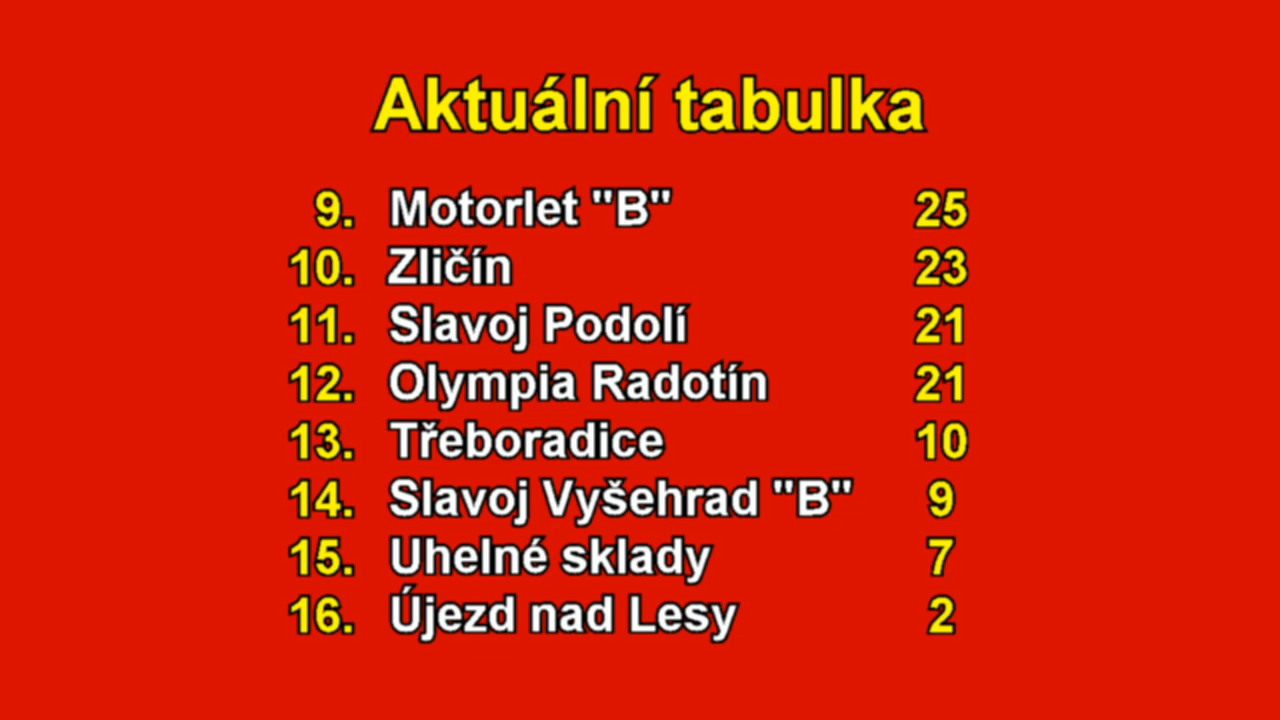 Aktuální tabulka
9. Motorlet "B" 25
10. Zličín 23
11. Slavoj Podolí 21
12. Olympia Radotín 21
13. Třeboradice 10
14. Slavoj Vyšehrad "B" 9
15. Uhelné sklady 7
16. Újezd nad Lesy 2